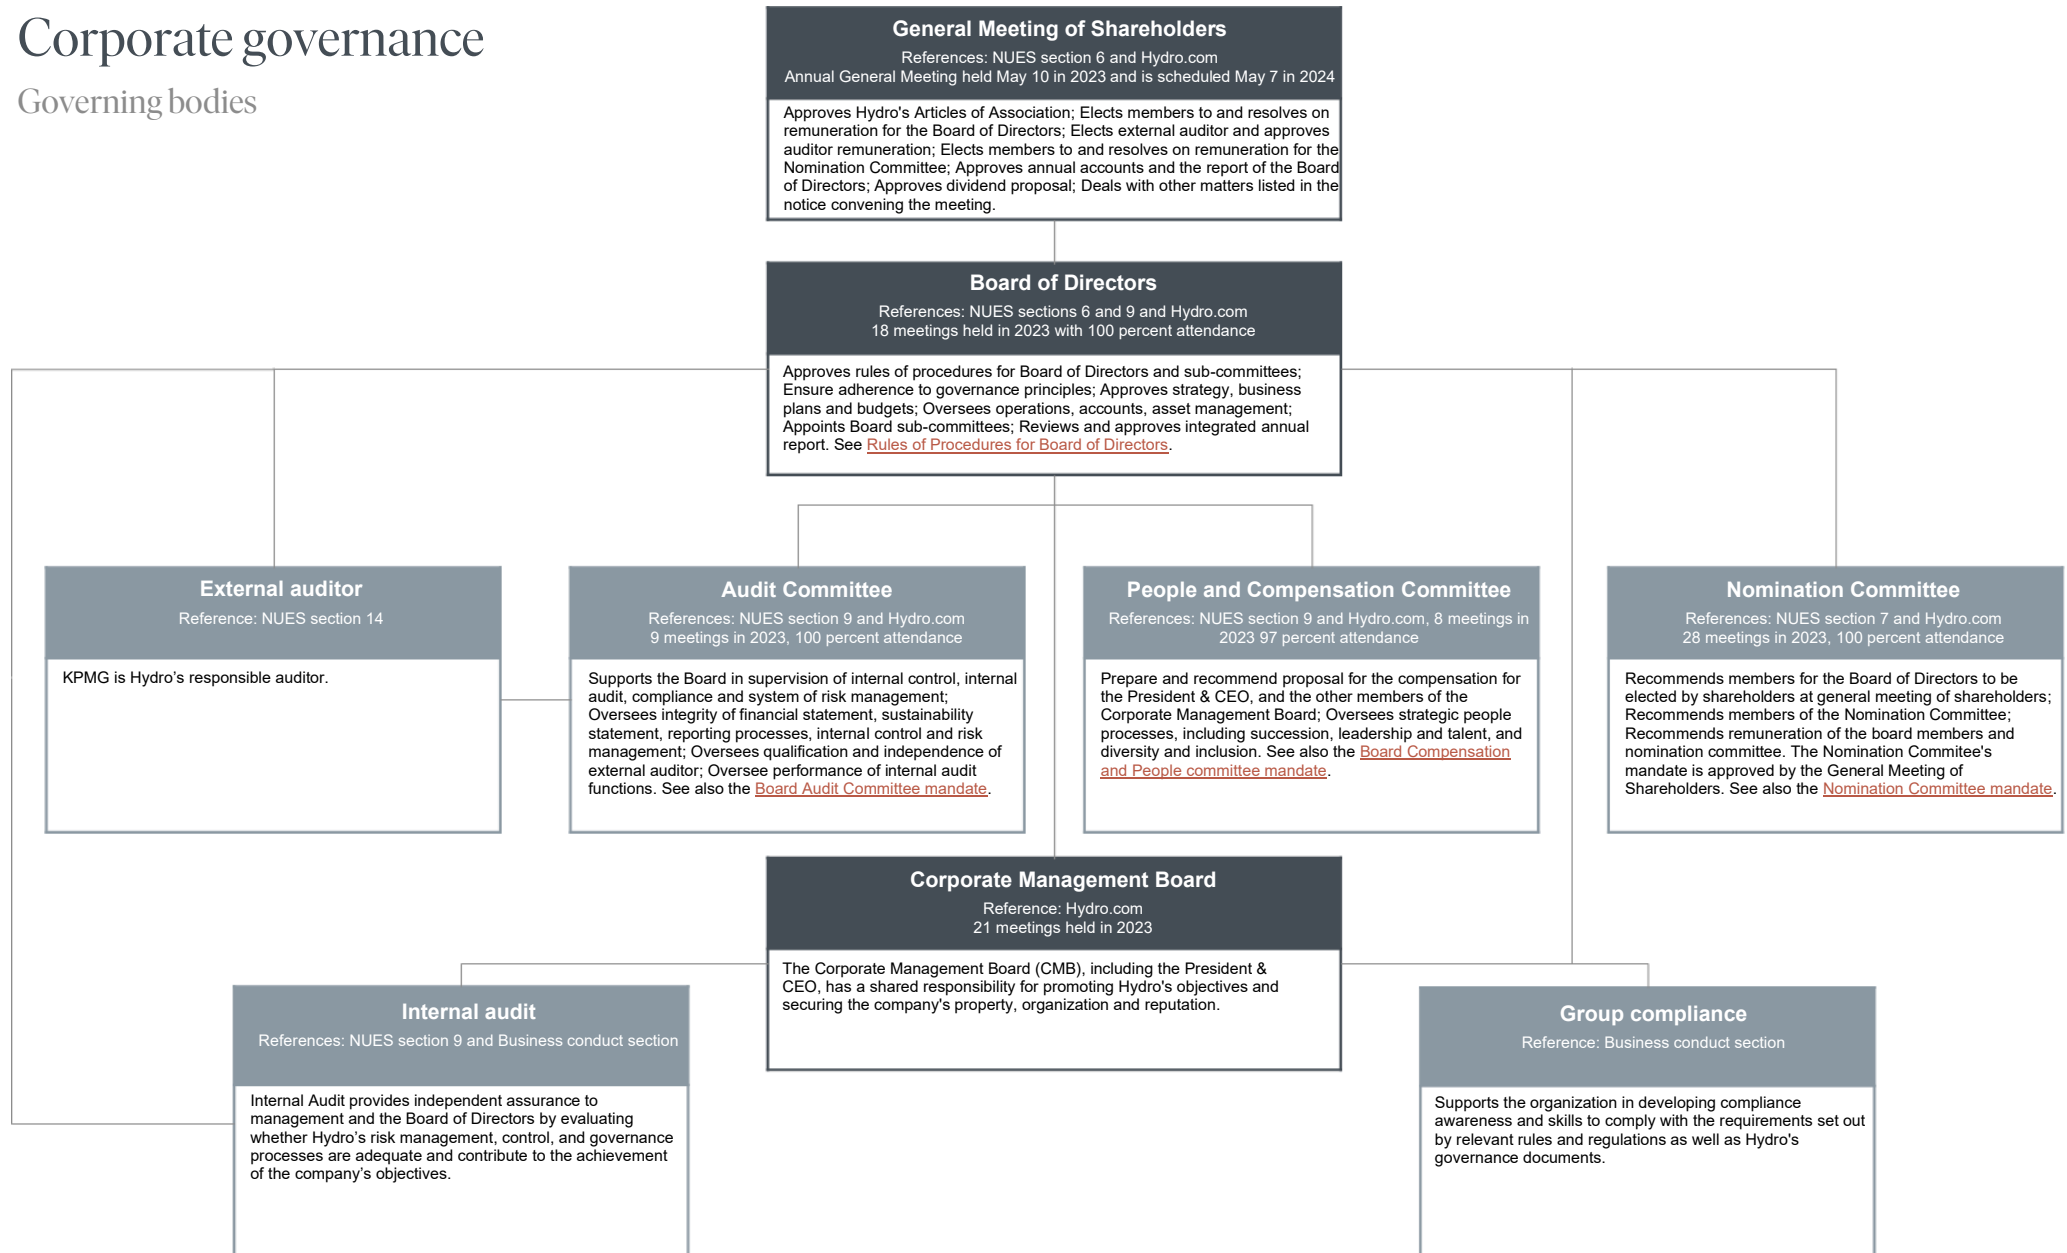 Corporate governance
Governing bodies
General Meeting of Shareholders
References: NUES section 6 and Hydro.com
Annual General Meeting held May 10 in 2023 and is scheduled May 7 in 2024
Approves Hydro's Articles of Association; Elects members to and resolves on
remuneration for the Board of Directors; Elects external auditor and approves
auditor remuneration; Elects members to and resolves on remuneration for the
Nomination Committee; Approves annual accounts and the report of the Board
of Directors; Approves dividend proposal; Deals with other matters listed in the
notice convening the meeting.
Board of Directors
References: NUES sections 6 and 9 and Hydro.com
18 meetings held in 2023 with 100 percent attendance
Approves rules of procedures for Board of Directors and sub-committees;
Ensure adherence to governance principles; Approves strategy, business
plans and budgets; Oversees operations, accounts, asset management;
Appoints Board sub-committees; Reviews and approves integrated annual
report. See Rules of Procedures for Board of Directors.
External auditor
Reference: NUES section 14
KPMG is Hydro’s responsible auditor.
Audit Committee
References: NUES section 9 and Hydro.com
9 meetings in 2023, 100 percent attendance
Supports the Board in supervision of internal control, internal
audit, compliance and system of risk management;
Oversees integrity of financial statement, sustainability
statement, reporting processes, internal control and risk
management; Oversees qualification and independence of
external auditor; Oversee performance of internal audit
functions. See also the Board Audit Committee mandate.
People and Compensation Committee
References: NUES section 9 and Hydro.com, 8 meetings in
2023 97 percent attendance
Prepare and recommend proposal for the compensation for
the President & CEO, and the other members of the
Corporate Management Board; Oversees strategic people
processes, including succession, leadership and talent, and
diversity and inclusion. See also the Board Compensation
and People committee mandate.
Nomination Committee
References: NUES section 7 and Hydro.com
28 meetings in 2023, 100 percent attendance
Recommends members for the Board of Directors to be
elected by shareholders at general meeting of shareholders;
Recommends members of the Nomination Committee;
Recommends remuneration of the board members and
nomination committee. The Nomination Commitee's
mandate is approved by the General Meeting of
Shareholders. See also the Nomination Committee mandate.
Corporate Management Board
Reference: Hydro.com
21 meetings held in 2023
The Corporate Management Board (CMB), including the President &
CEO, has a shared responsibility for promoting Hydro's objectives and
securing the company's property, organization and reputation.
Internal audit
References: NUES section 9 and Business conduct section
Internal Audit provides independent assurance to
management and the Board of Directors by evaluating
whether Hydro’s risk management, control, and governance
processes are adequate and contribute to the achievement
of the company’s objectives.
Group compliance
Reference: Business conduct section
Supports the organization in developing compliance
awareness and skills to comply with the requirements set out
by relevant rules and regulations as well as Hydro's
governance documents.